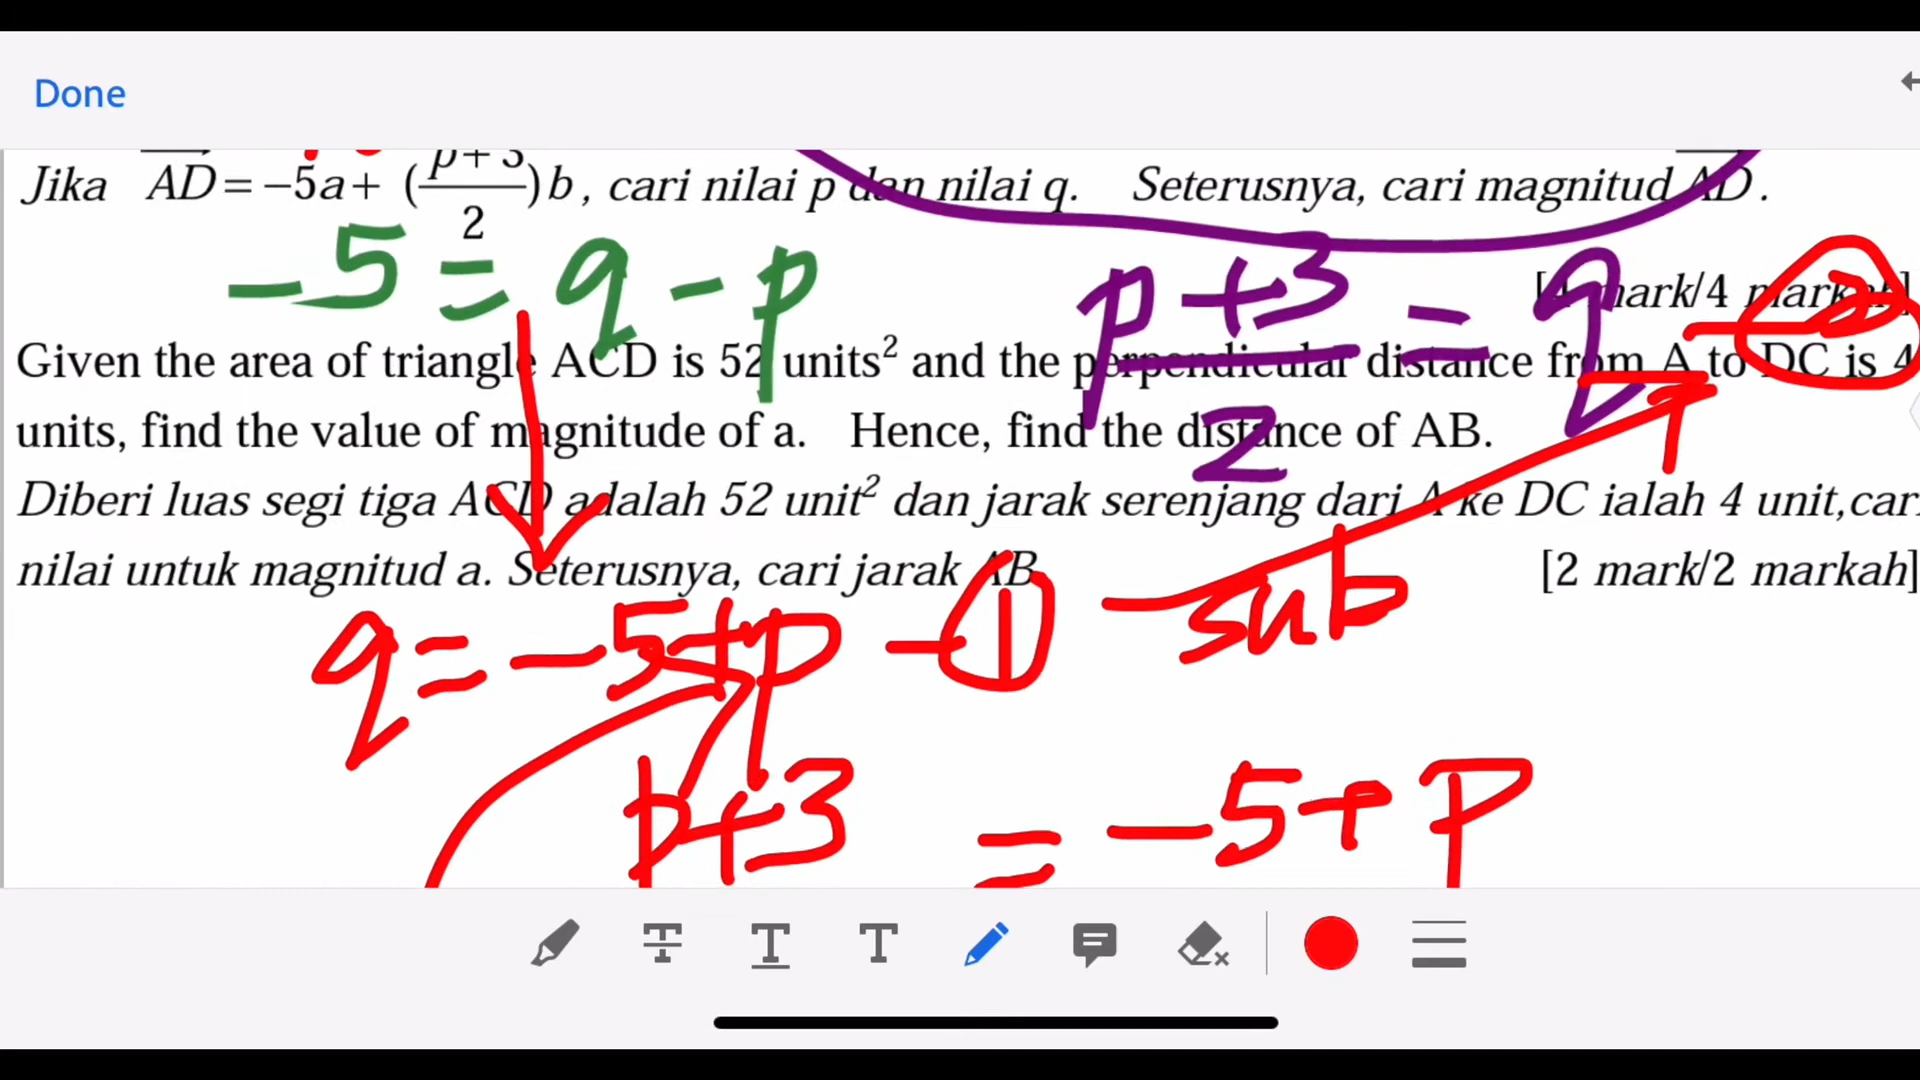 Done
Jika AD = −5a + (p+3/2) b, cari nilai p dan nilai q. Seterusnya, cari magnitud AD.
−5 = q − p
p+3/2 = q − 2
[4 mark/4 markah]
Given the area of triangle ACD is 52 units² and the perpendicular distance from A to DC is 4
units, find the value of magnitude of a. Hence, find the distance of AB.
Diberi luas segi tiga ACD adalah 52 unit² dan jarak serenjang dari A ke DC ialah 4 unit,cari
nilai untuk magnitud a. Seterusnya, cari jarak AB.
[2 mark/2 markah]
q = −5+p − 1 sub
p+3 = −5+p